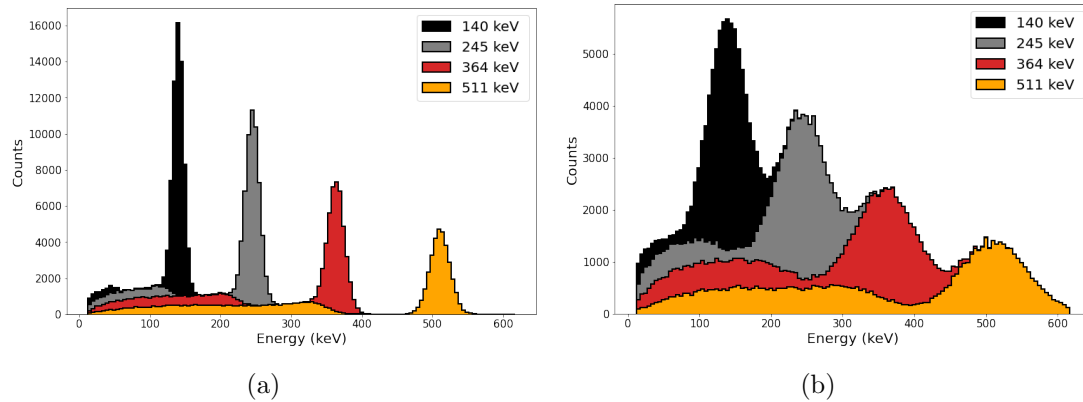 16000
14000
12000
10000
8000
6000
4000
2000
0
Counts
0 100 200 300 400 500 600
Energy (keV)
140 keV
245 keV
364 keV
511 keV
(a)
5000
4000
3000
2000
1000
0
Counts
0 100 200 300 400 500 600
Energy (keV)
140 keV
245 keV
364 keV
511 keV
(b)